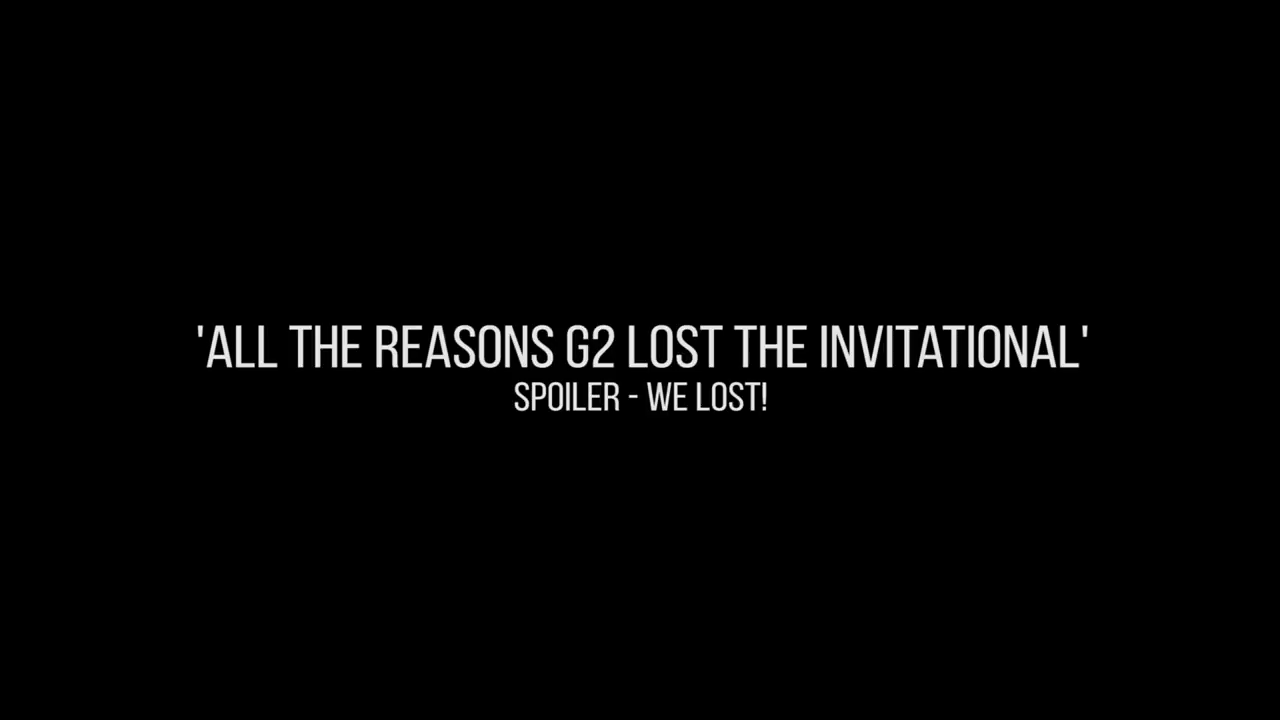 'ALL THE REASONS G2 LOST THE INVITATIONAL'
SPOILER - WE LOST!